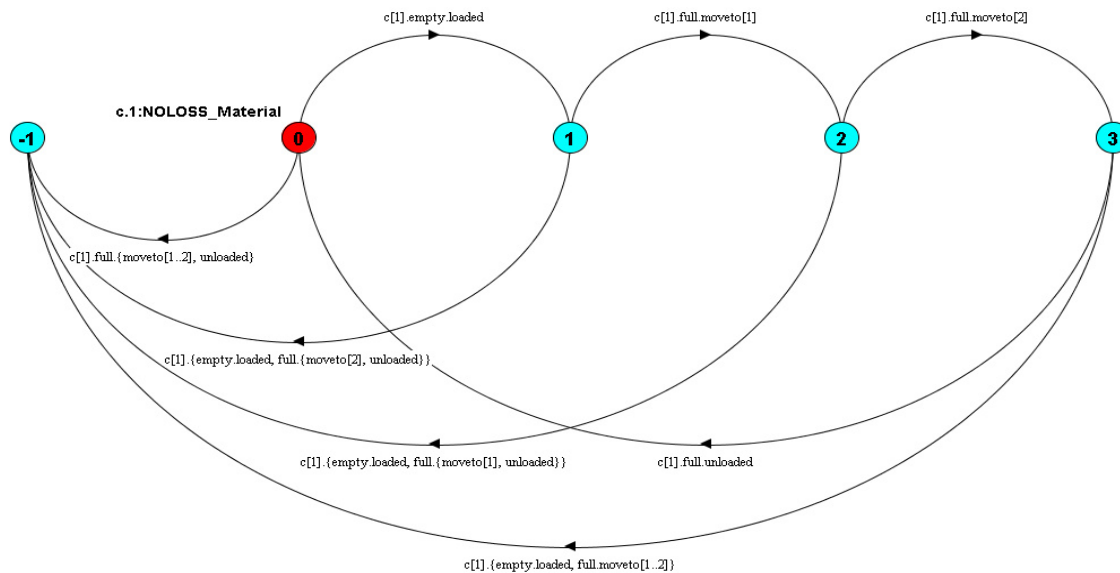 c[1].empty.loaded
c[1].full.moveto[1]
c[1].full.moveto[2]
c.1:NOLOSS_Material
-1
0
1
2
3
c[1].full.{moveto[1..2], unloaded}
c[1].{empty.loaded, full.{moveto[2], unloaded}}
c[1].{empty.loaded, full.{moveto[1], unloaded}}
c[1].full.unloaded
c[1].{empty.loaded, full.moveto[1..2]}